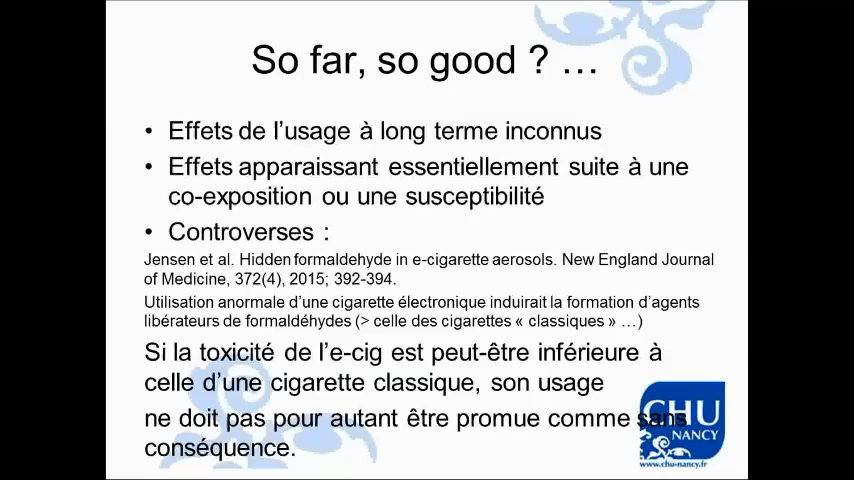 So far, so good ? …
• Effets de l’usage à long terme inconnus
• Effets apparaissant essentiellement suite à une
co-exposition ou une susceptibilité
• Controverses :
Jensen et al. Hidden formaldehyde in e-cigarette aerosols. New England Journal
of Medicine, 372(4), 2015; 392-394.
Utilisation anormale d’une cigarette électronique induirait la formation d’agents
libérateurs de formaldéhydes (> celle des cigarettes « classiques » …)
Si la toxicité de l’e-cig est peut-être inférieure à
celle d’une cigarette classique, son usage
ne doit pas pour autant être promue comme sans
conséquence.
CHU
NANCY
www.chu-nancy.fr